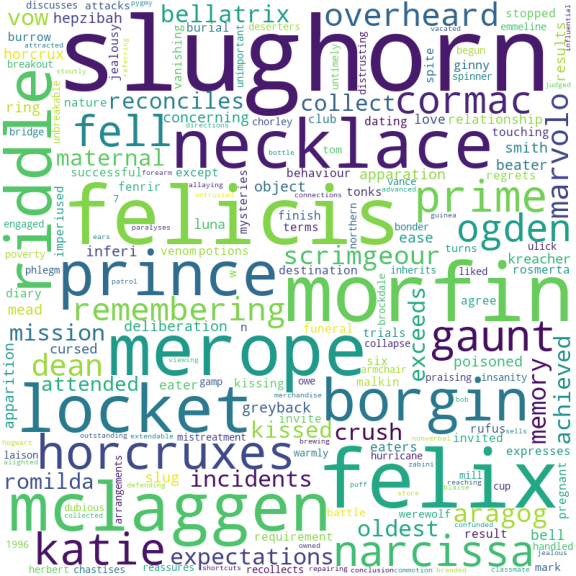 discusses attacks
hepzibah
vow
bellatrix
overheard
stopped
emmeline
vacated
pygmy
attracted
stoutly
referring
influential
burrow
horcrux
breakout
jealousy
slughorn
burial
vanishing
unimportant
deserters
begun
untimely
distrusting
spite
ginny
spinner
judged
results
ring
nature
bridge
unbreakable
reconciles
concerning
collect
club
chorley
cormac
dating
love
relationship
touching
directions
bottle
smith
beater
regrets
marvolo
riddle
fell
necklace
maternal
successful
forearm
except
tom
allaying
behaviour
apparation
entrusted
vance
connections
advanced
guinea
fenrir
7
object
tonks
mysteries
felicis
prime
ogden
engaged
imperiused
poverty
phlegm
luna
ears
paralyses
inferi
venom
potions
w
patrol
finish
terms
northern
bonder
ease
scrimgeour
destination
inherits
turns
ulick
kreacher
rosmerta
liked
diary
mead
prince
remembering
morfin
brockdale
agree
mission
deliberation
n
funeral
trials
collapse
exceeds
praising
insanity
apparition
cursed
dean
attended
merope
viewing
armchair
six
malkin
poisoned
gaunt
memory
achieved
eater
gamp
kissing
owe
merchandise
invite
bob
hogwart
outstanding
extendable
alighted
locket
greyback
mistreatment
brewing
kissed
crush
warmly
rufus
sells
invited
expresses
borgin
eaters
hurricane
nonverbal
zabini
horcruxes
laison
romilda
slug
arrangements
incidents
defending
werewolf
mill
teaching
blaise
cup
pregnant
felix
dubious
collected
1996
mclaggen
battle
requirement
puff
store
confunded
oldest
aragog
result
bell
handled
jealous
herbert
chastises
katie
reassures
shortcuts
owned
repairing
expectations
recollects
conclusion
commotion
branded
narcissa
classmate
mark